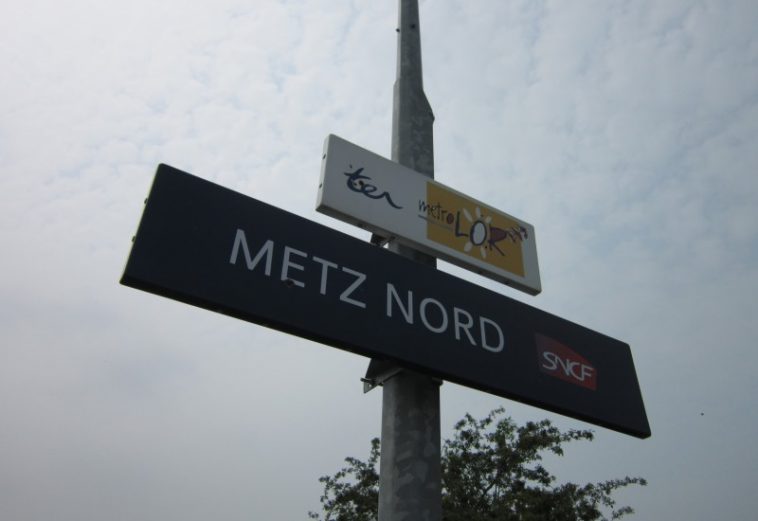 ter metroLOR
METZ NORD SNCF